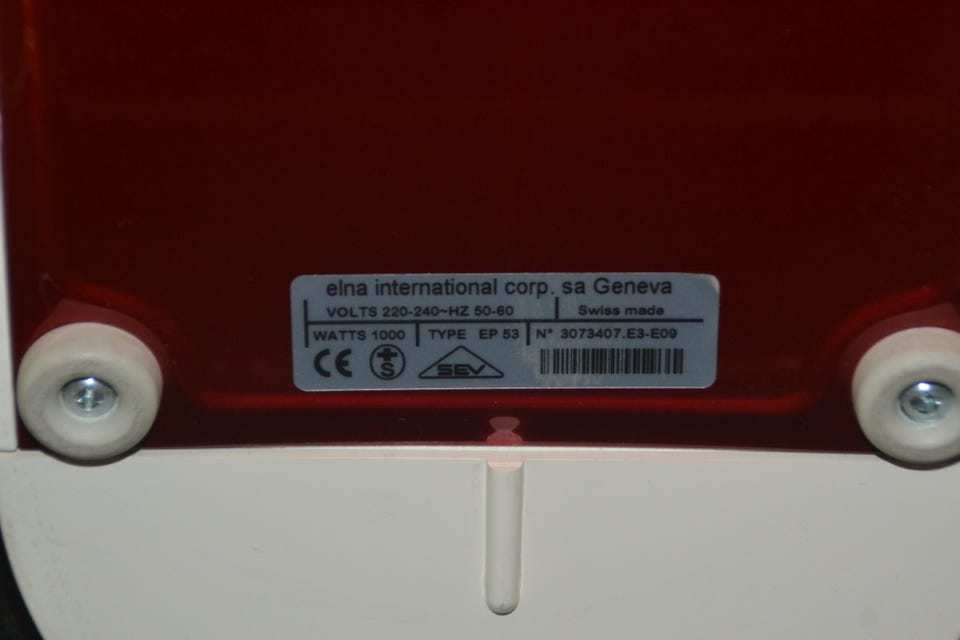 elna international corp. sa Geneva
VOLTS 220-240~HZ 50-60 Swiss made
WATTS 1000 TYPE EP 53 N° 3073407.E3-E09
CE +S SEV